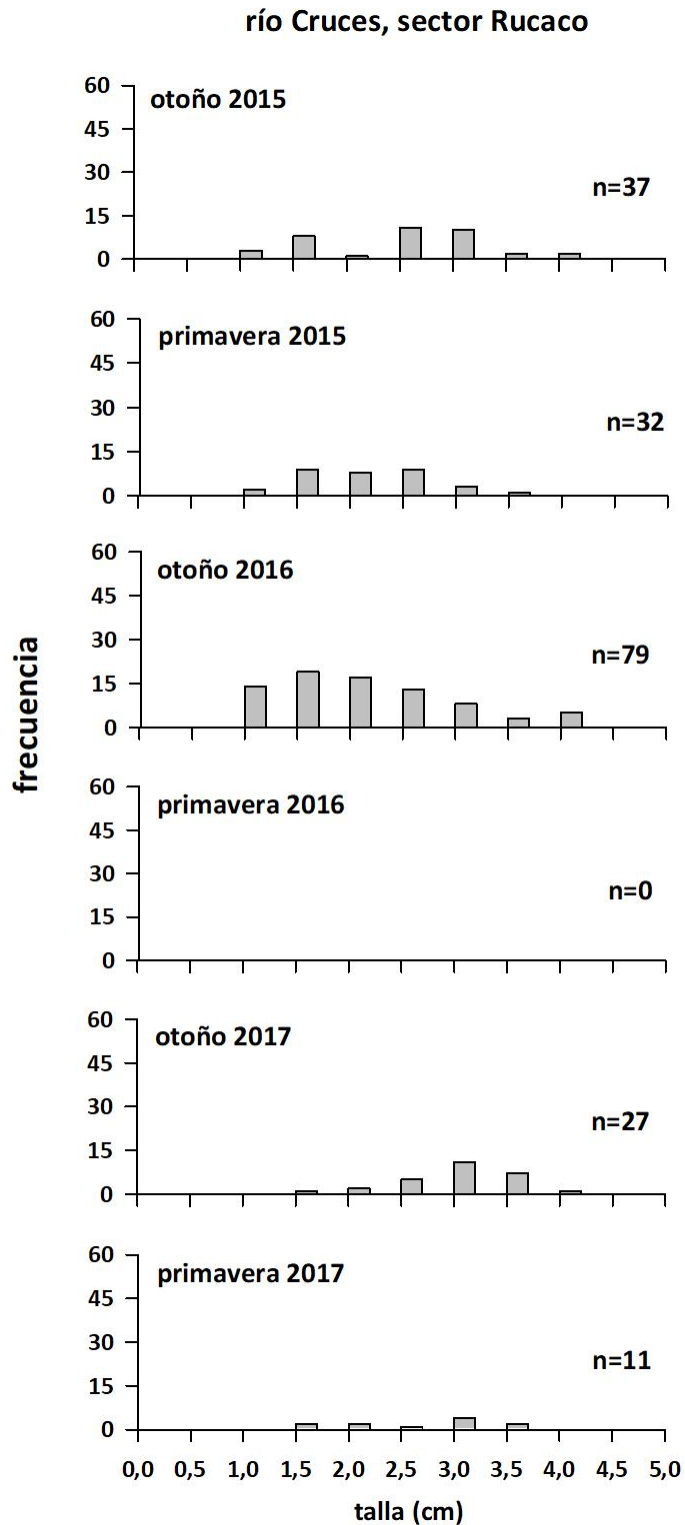 río Cruces, sector Rucaco
60
otoño 2015
45
30
n=37
15
0
60
primavera 2015
45
30
n=32
15
0
60
otoño 2016
45
30
n=79
15
0
frecuencia
60
primavera 2016
45
30
n=0
15
0
60
otoño 2017
45
30
n=27
15
0
60
primavera 2017
45
30
n=11
15
0
0,0 0,5 1,0 1,5 2,0 2,5 3,0 3,5 4,0 4,5 5,0
talla (cm)